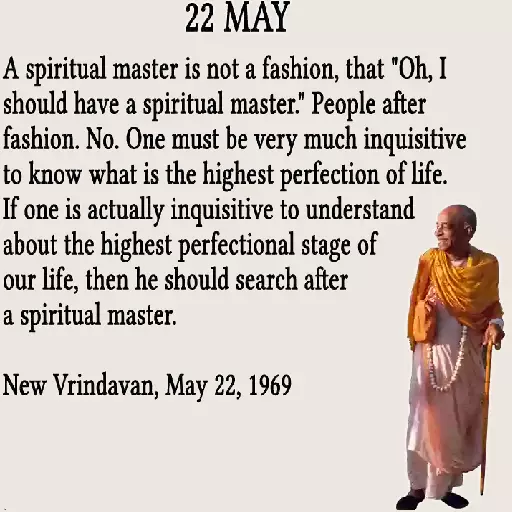 22 MAY
A spiritual master is not a fashion, that "Oh, I
should have a spiritual master." People after
fashion. No. One must be very much inquisitive
to know what is the highest perfection of life.
If one is actually inquisitive to understand
about the highest perfectional stage of
our life, then he should search after
a spiritual master.
New Vrindavan, May 22, 1969